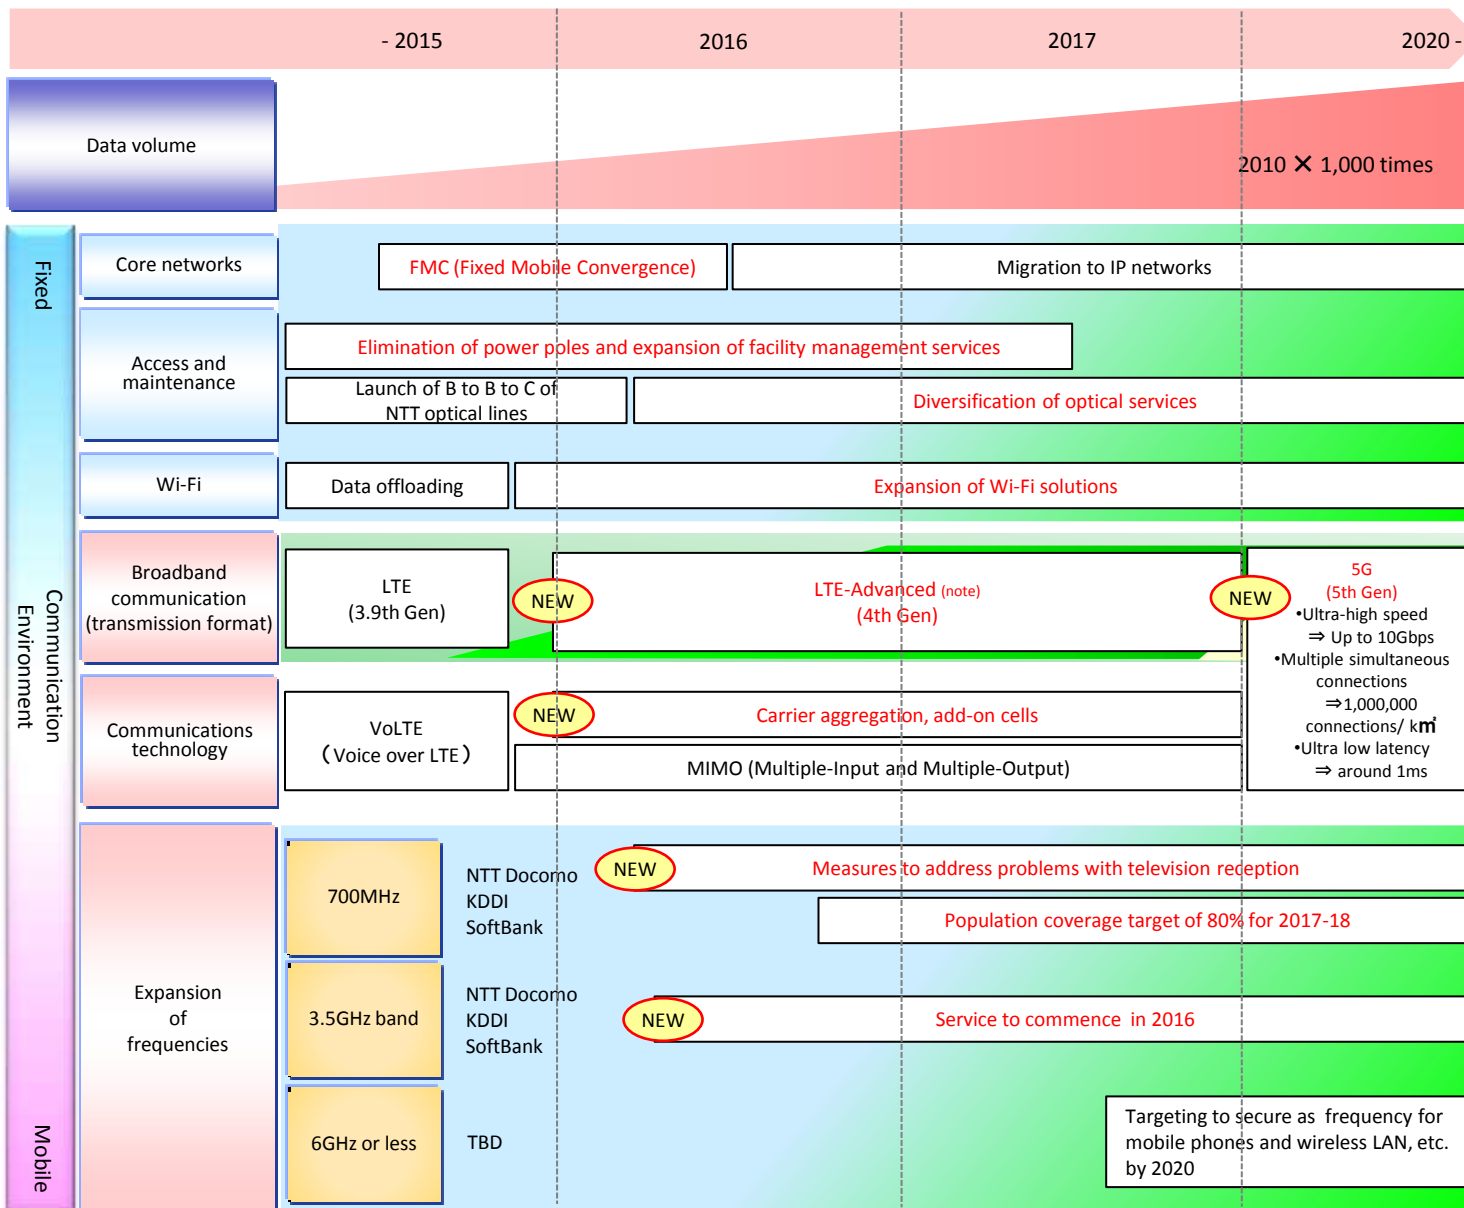 - 2015
2016
2017
2020 -
Data volume
2010 ✕ 1,000 times
Fixed
Communication
Environment
Mobile
Core networks
FMC (Fixed Mobile Convergence)
Migration to IP networks
Access and
maintenance
Elimination of power poles and expansion of facility management services
Launch of B to B to C of
NTT optical lines
Diversification of optical services
Wi-Fi
Data offloading
Expansion of Wi-Fi solutions
Broadband
communication
(transmission format)
LTE
(3.9th Gen)
NEW
LTE-Advanced (note)
(4th Gen)
NEW
5G
(5th Gen)
•Ultra-high speed
⇒ Up to 10Gbps
•Multiple simultaneous
connections
⇒1,000,000
connections/ k㎡
•Ultra low latency
⇒ around 1ms
Communications
technology
VoLTE
(Voice over LTE)
NEW
Carrier aggregation, add-on cells
MIMO (Multiple-Input and Multiple-Output)
Expansion
of
frequencies
700MHz
NTT Docomo
KDDI
SoftBank
NEW
Measures to address problems with television reception
Population coverage target of 80% for 2017-18
3.5GHz band
NTT Docomo
KDDI
SoftBank
NEW
Service to commence in 2016
6GHz or less
TBD
Targeting to secure as frequency for
mobile phones and wireless LAN, etc.
by 2020